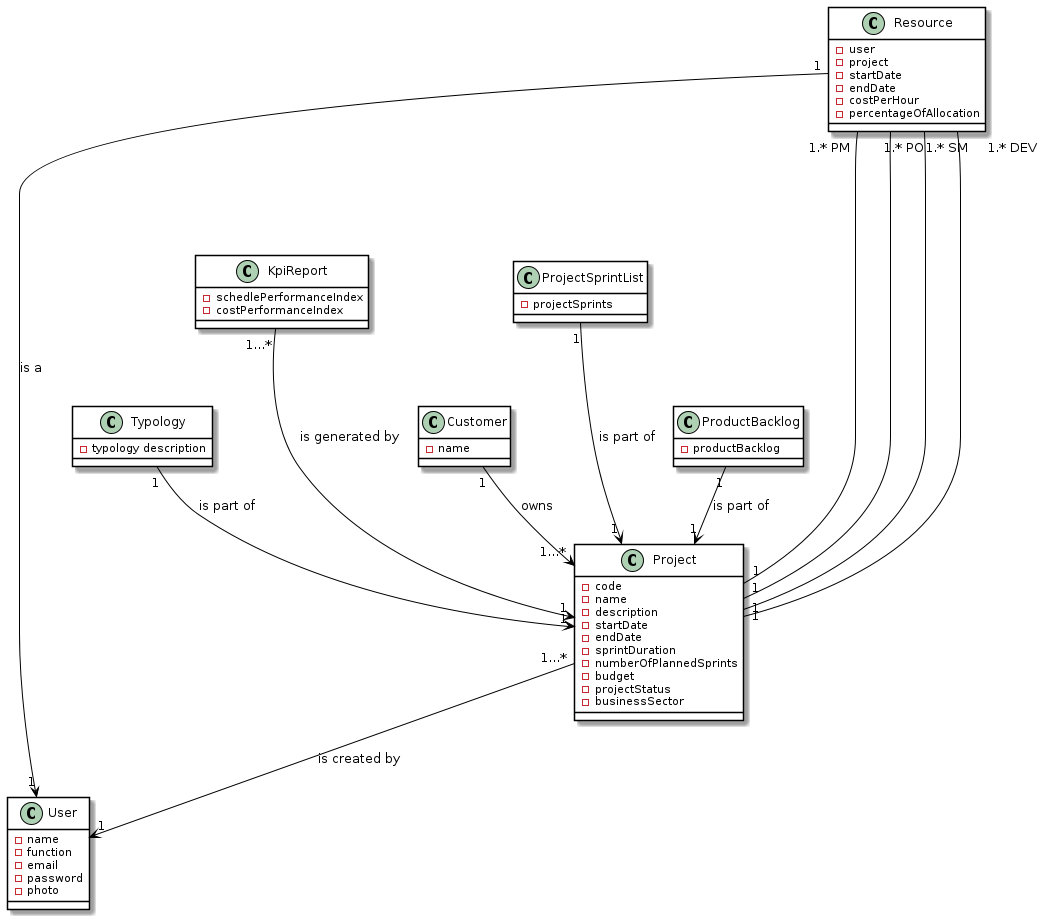 C Resource
user
project
startDate
endDate
costPerHour
percentageOfAllocation
1
1.* PM
1.* PO
1.* SM
1.* DEV
C KpiReport
schedlePerformanceIndex
costPerformanceIndex
1...*
C ProjectSprintList
projectSprints
1
is a
C Typology
typology description
1
C Customer
name
1
C ProductBacklog
productBacklog
1
is generated by
is part of
is part of
owns
is part of
1
1
1...*
1
1
1
1
1
1
C Project
code
name
description
startDate
endDate
sprintDuration
numberOfPlannedSprints
budget
projectStatus
businessSector
1...*
is created by
1
1
C User
name
function
email
password
photo